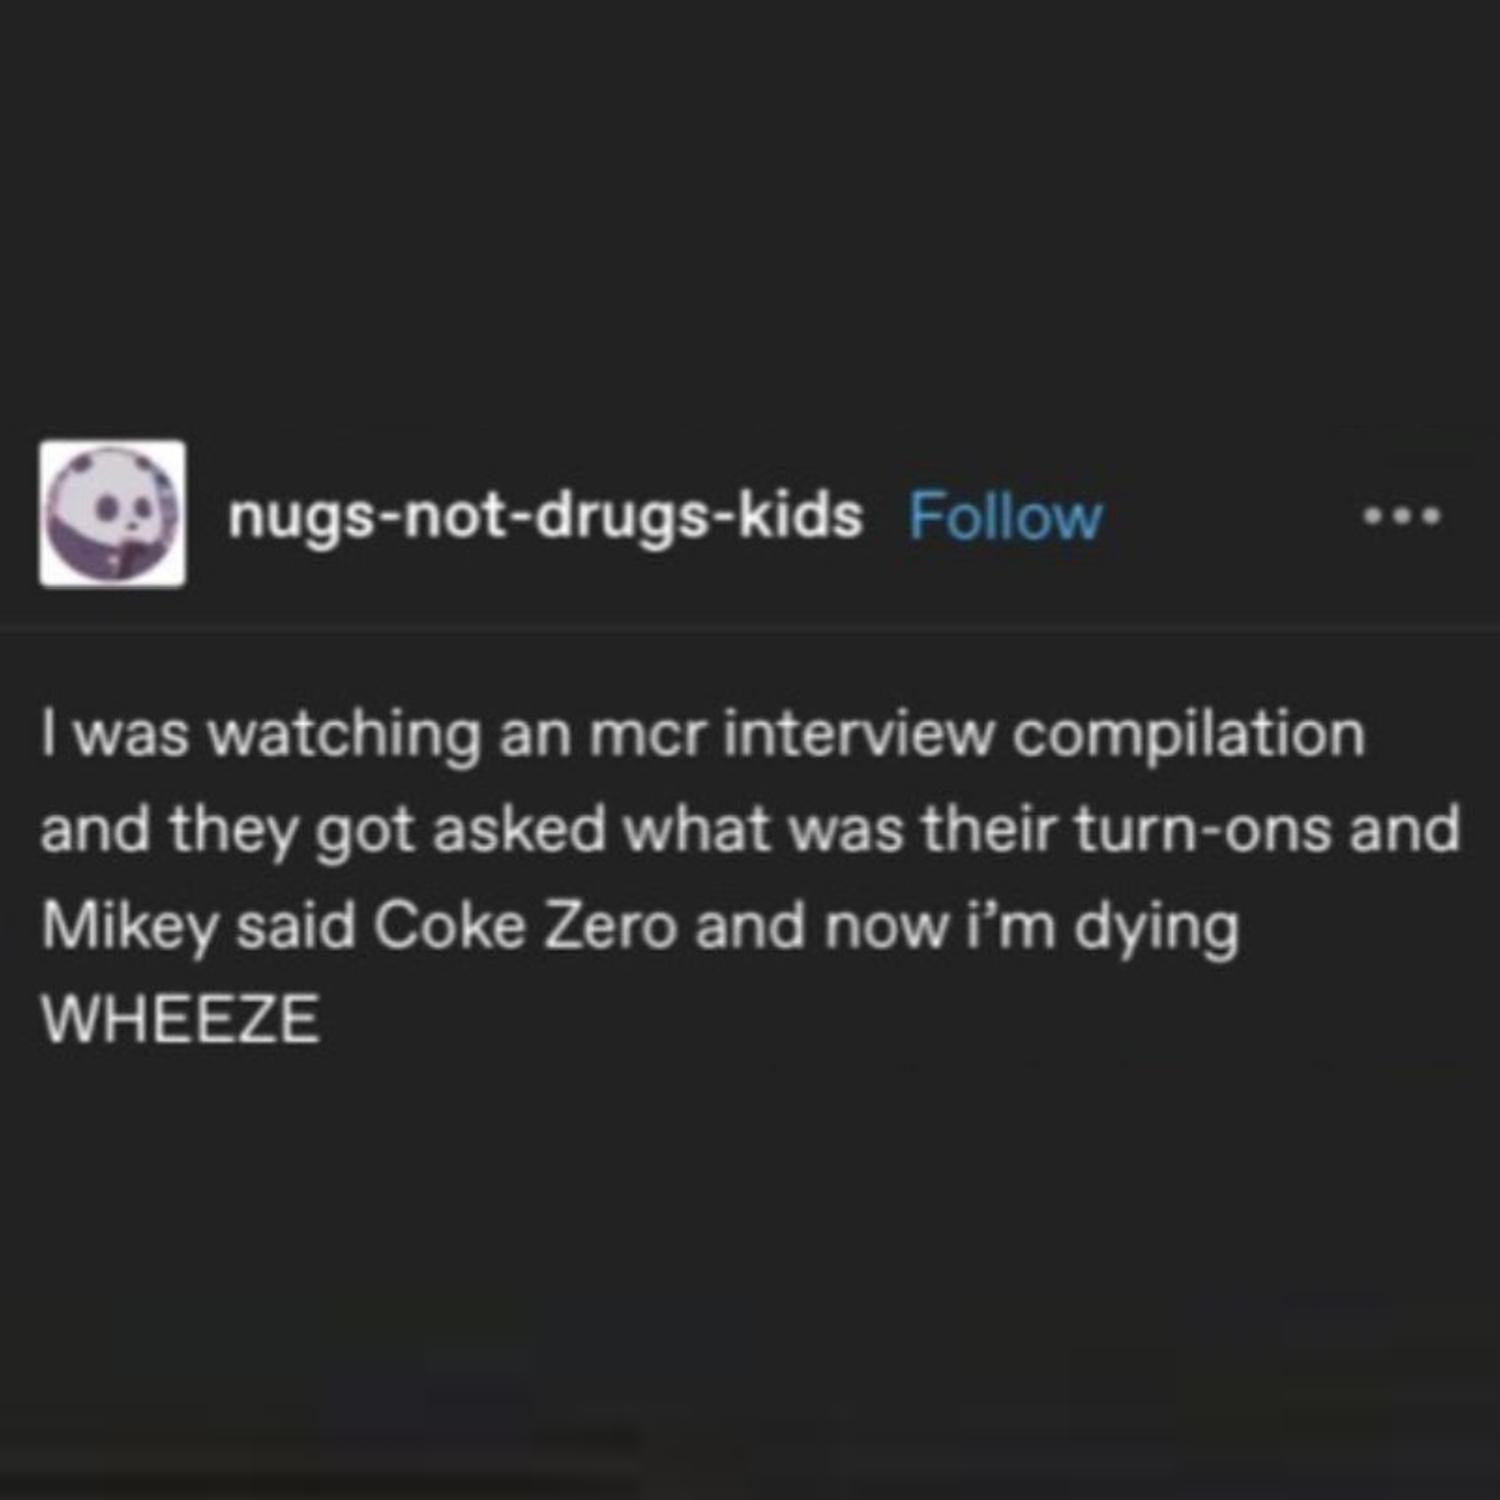 nugs-not-drugs-kids Follow
I was watching an mcr interview compilation
and they got asked what was their turn-ons and
Mikey said Coke Zero and now i'm dying
WHEEZE